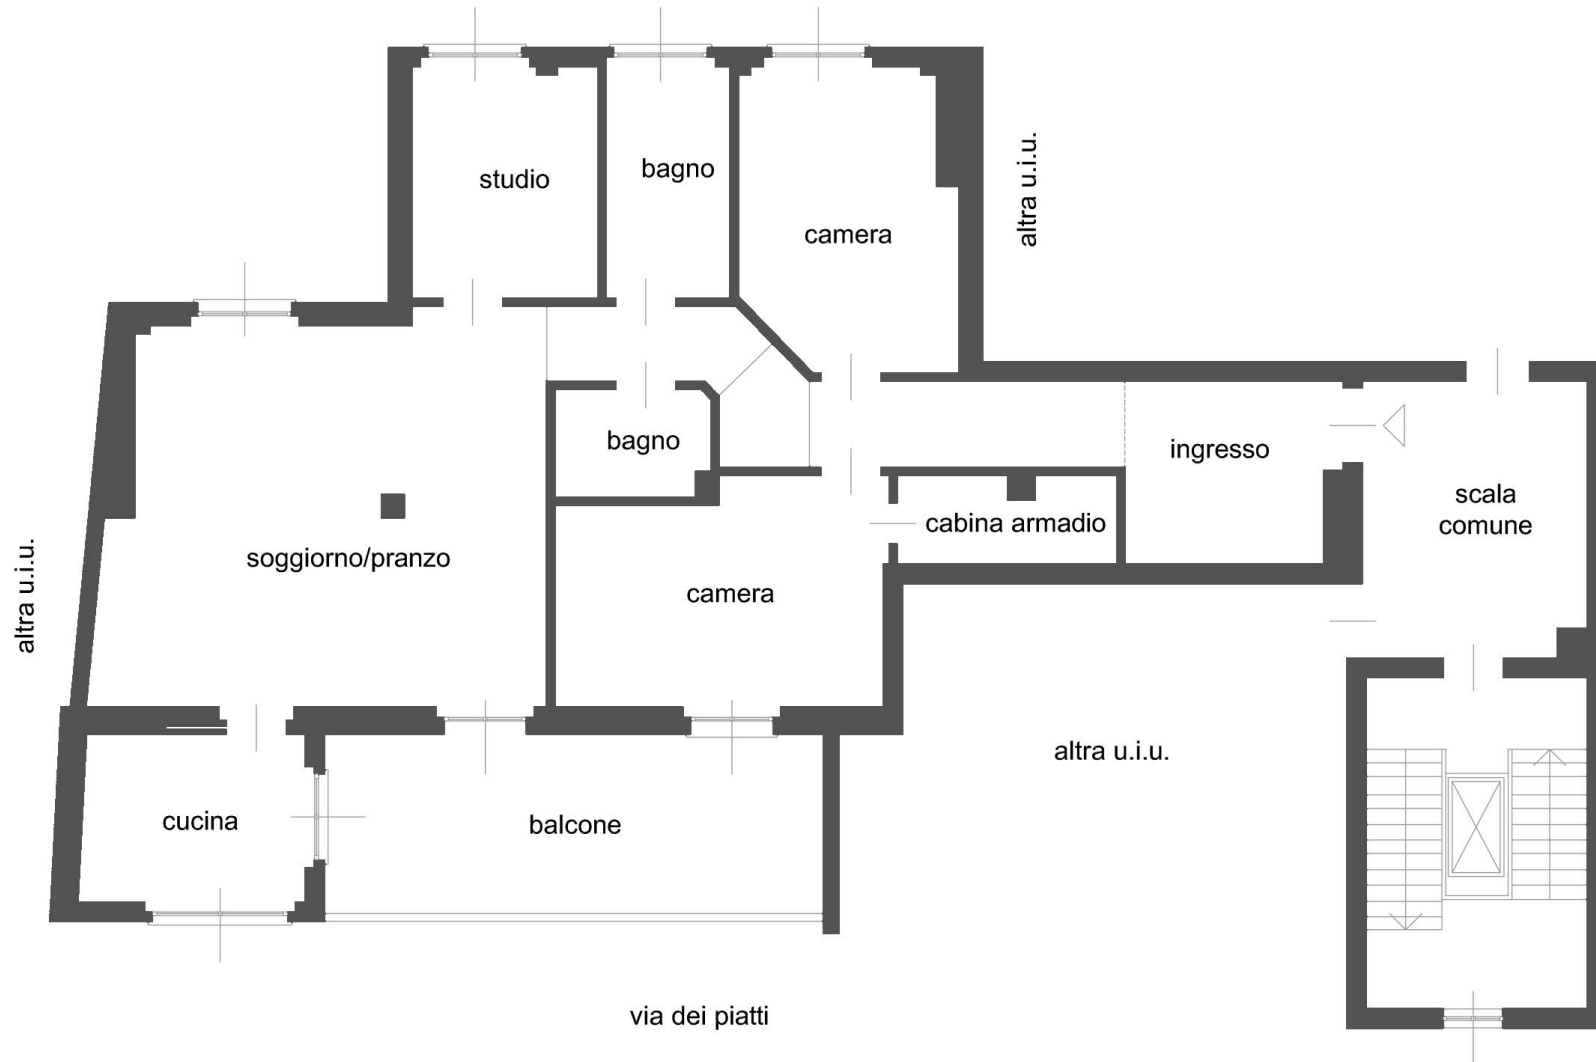 bagno
studio
altra u.i.u.
camera
bagno
ingresso
scala
comune
cabina armadio
soggiorno/pranzo
altra u.i.u.
camera
altra u.i.u.
cucina
balcone
via dei piatti